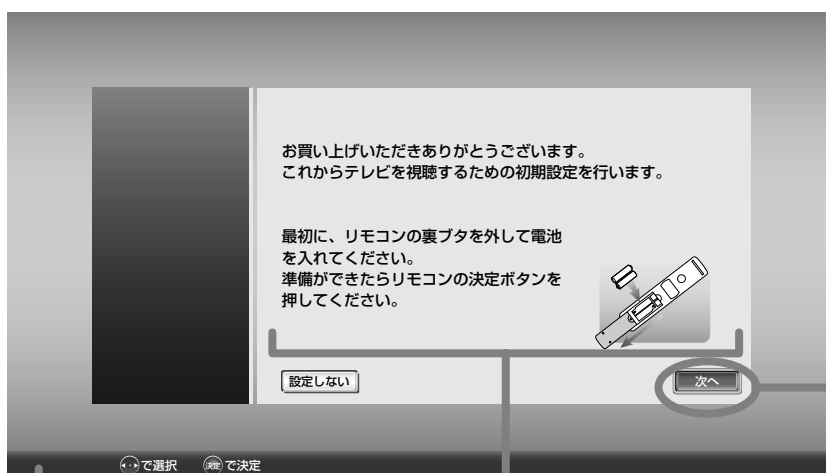 お買い上げいただきありがとうございます。
これからテレビを視聴するための初期設定を行います。
最初に、リモコンの裏ブタを外して電池
を入れてください。
準備ができたらリモコンの決定ボタンを
押してください。
設定しない
次へ
で選択 決定 で決定